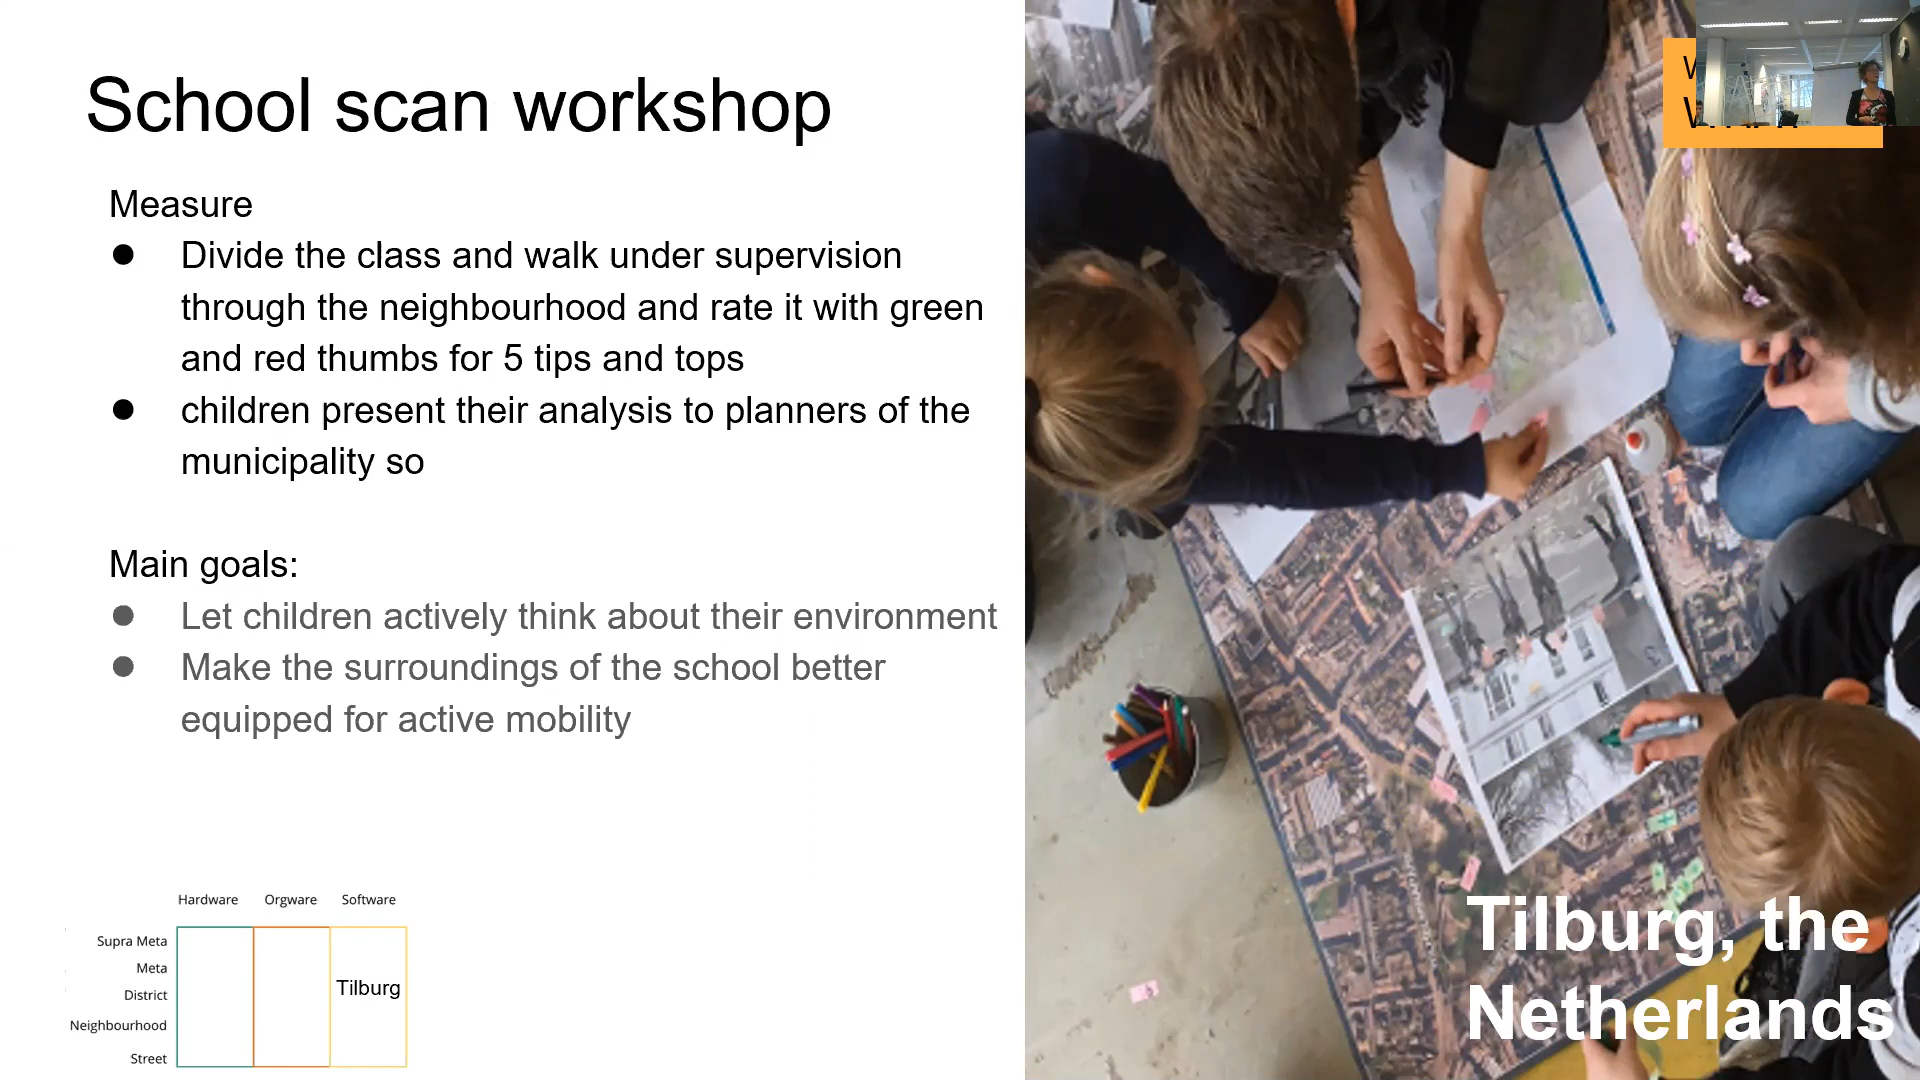 School scan workshop
Measure
● Divide the class and walk under supervision
through the neighbourhood and rate it with green
and red thumbs for 5 tips and tops
● children present their analysis to planners of the
municipality so
Main goals:
● Let children actively think about their environment
● Make the surroundings of the school better
equipped for active mobility
Hardware Orgware Software
Supra Meta
Meta
District
Neighbourhood
Street
Tilburg
Tilburg, the
Netherlands